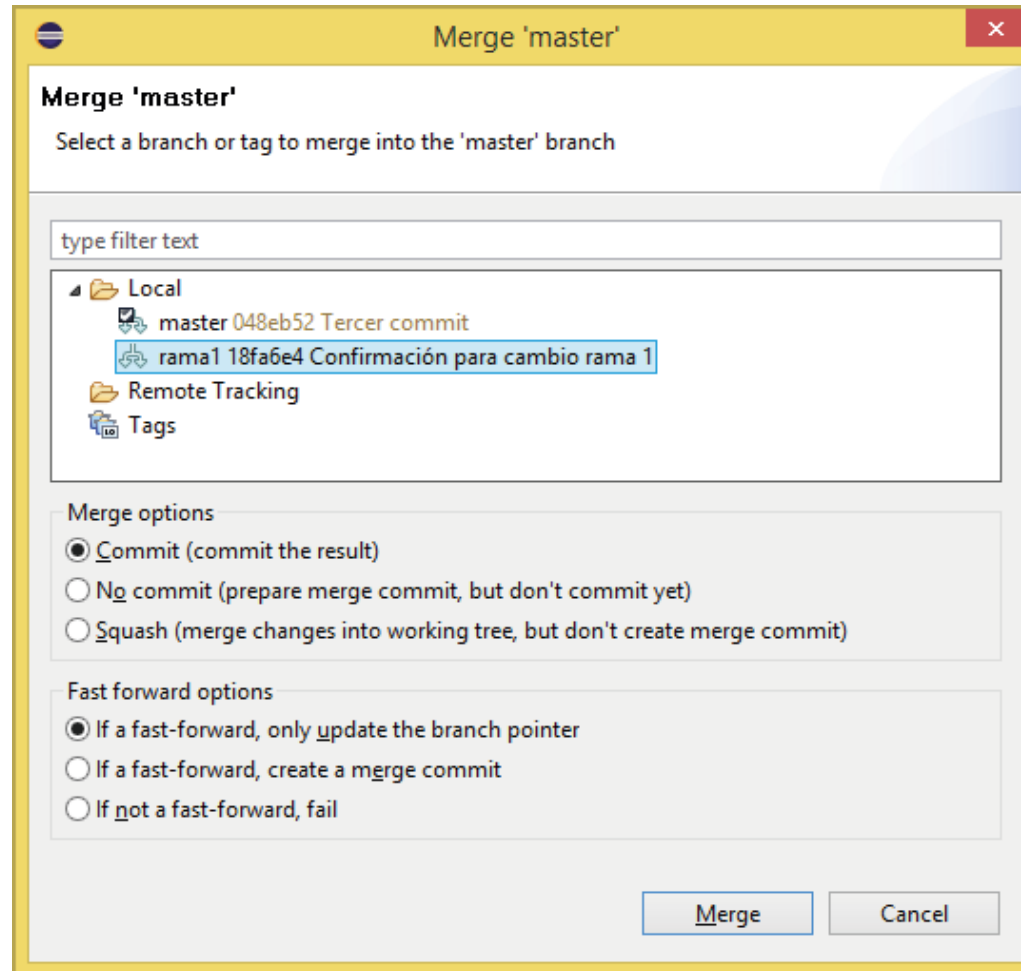 Merge 'master'
Merge 'master'
Select a branch or tag to merge into the 'master' branch
type filter text
Local
master 048eb52 Tercer commit
rama1 18fa6e4 Confirmación para cambio rama 1
Remote Tracking
Tags
Merge options
Commit (commit the result)
No commit (prepare merge commit, but don't commit yet)
Squash (merge changes into working tree, but don't create merge commit)
Fast forward options
If a fast-forward, only update the branch pointer
If a fast-forward, create a merge commit
If not a fast-forward, fail
Merge Cancel